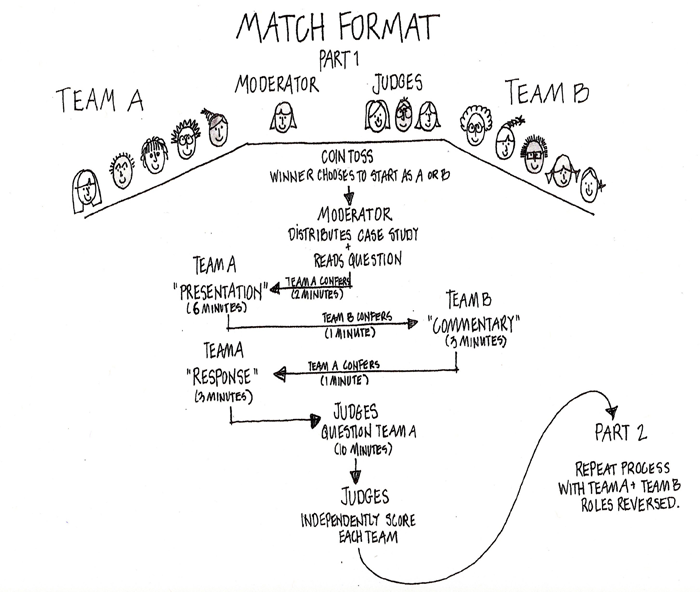 MATCH FORMAT
PART 1
TEAM A
MODERATOR
JUDGES
TEAM B
COIN TOSS
WINNER CHOOSES TO START AS A OR B
MODERATOR
DISTRIBUTES CASE STUDY
+
READS QUESTION
TEAM A CONFERS
(2 MINUTES)
TEAM A
"PRESENTATION"
(6 MINUTES)
TEAM B CONFERS
(1 MINUTE)
TEAM B
"COMMENTARY"
(3 MINUTES)
TEAM A CONFERS
(1 MINUTE)
TEAM A
"RESPONSE"
(3 MINUTES)
JUDGES
QUESTION TEAM A
(10 MINUTES)
JUDGES
INDEPENDENTLY SCORE
EACH TEAM
PART 2
REPEAT PROCESS
WITH TEAM A + TEAM B
ROLES REVERSED.